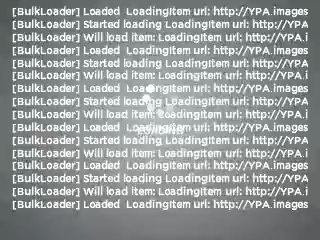 [BulkLoader] Loaded LoadingItem url: http://YPA.images
[BulkLoader] Started loading LoadingItem url: http://YPA
[BulkLoader] Will load item: LoadingItem url: http://YPA.i
[BulkLoader] Loaded LoadingItem url: http://YPA.images
[BulkLoader] Started loading LoadingItem url: http://YPA
[BulkLoader] Will load item: LoadingItem url: http://YPA.i
[BulkLoader] Loaded LoadingItem url: http://YPA.images
[BulkLoader] Started loading LoadingItem url: http://YPA
[BulkLoader] Will load item: LoadingItem url: http://YPA.i
[BulkLoader] Loaded LoadingItem url: http://YPA.images
LOADING
[BulkLoader] Started loading LoadingItem url: http://YPA
[BulkLoader] Will load item: LoadingItem url: http://YPA.i
[BulkLoader] Loaded LoadingItem url: http://YPA.images
[BulkLoader] Started loading LoadingItem url: http://YPA
[BulkLoader] Will load item: LoadingItem url: http://YPA.i
[BulkLoader] Loaded LoadingItem url: http://YPA.images